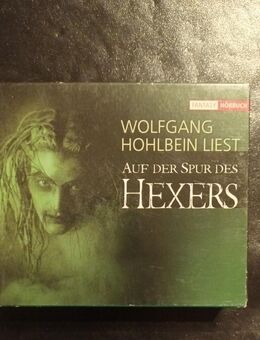 FANTASY HÖRBUCH
WOLFGANG
HOHLBEIN LIEST
AUF DER SPUR DES
HEXERS